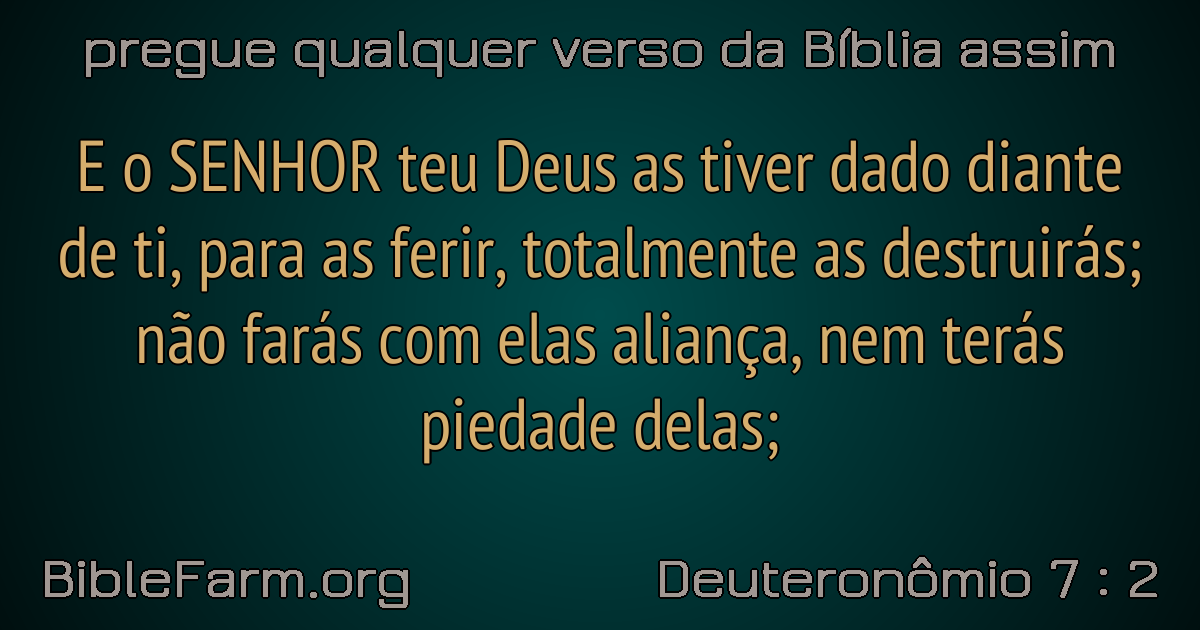 pregue qualquer verso da Bíblia assim
E o SENHOR teu Deus as tiver dado diante
de ti, para as ferir, totalmente as destruirás;
não farás com elas aliança, nem terás
piedade delas;
BibleFarm.org
Deuteronômio 7 : 2